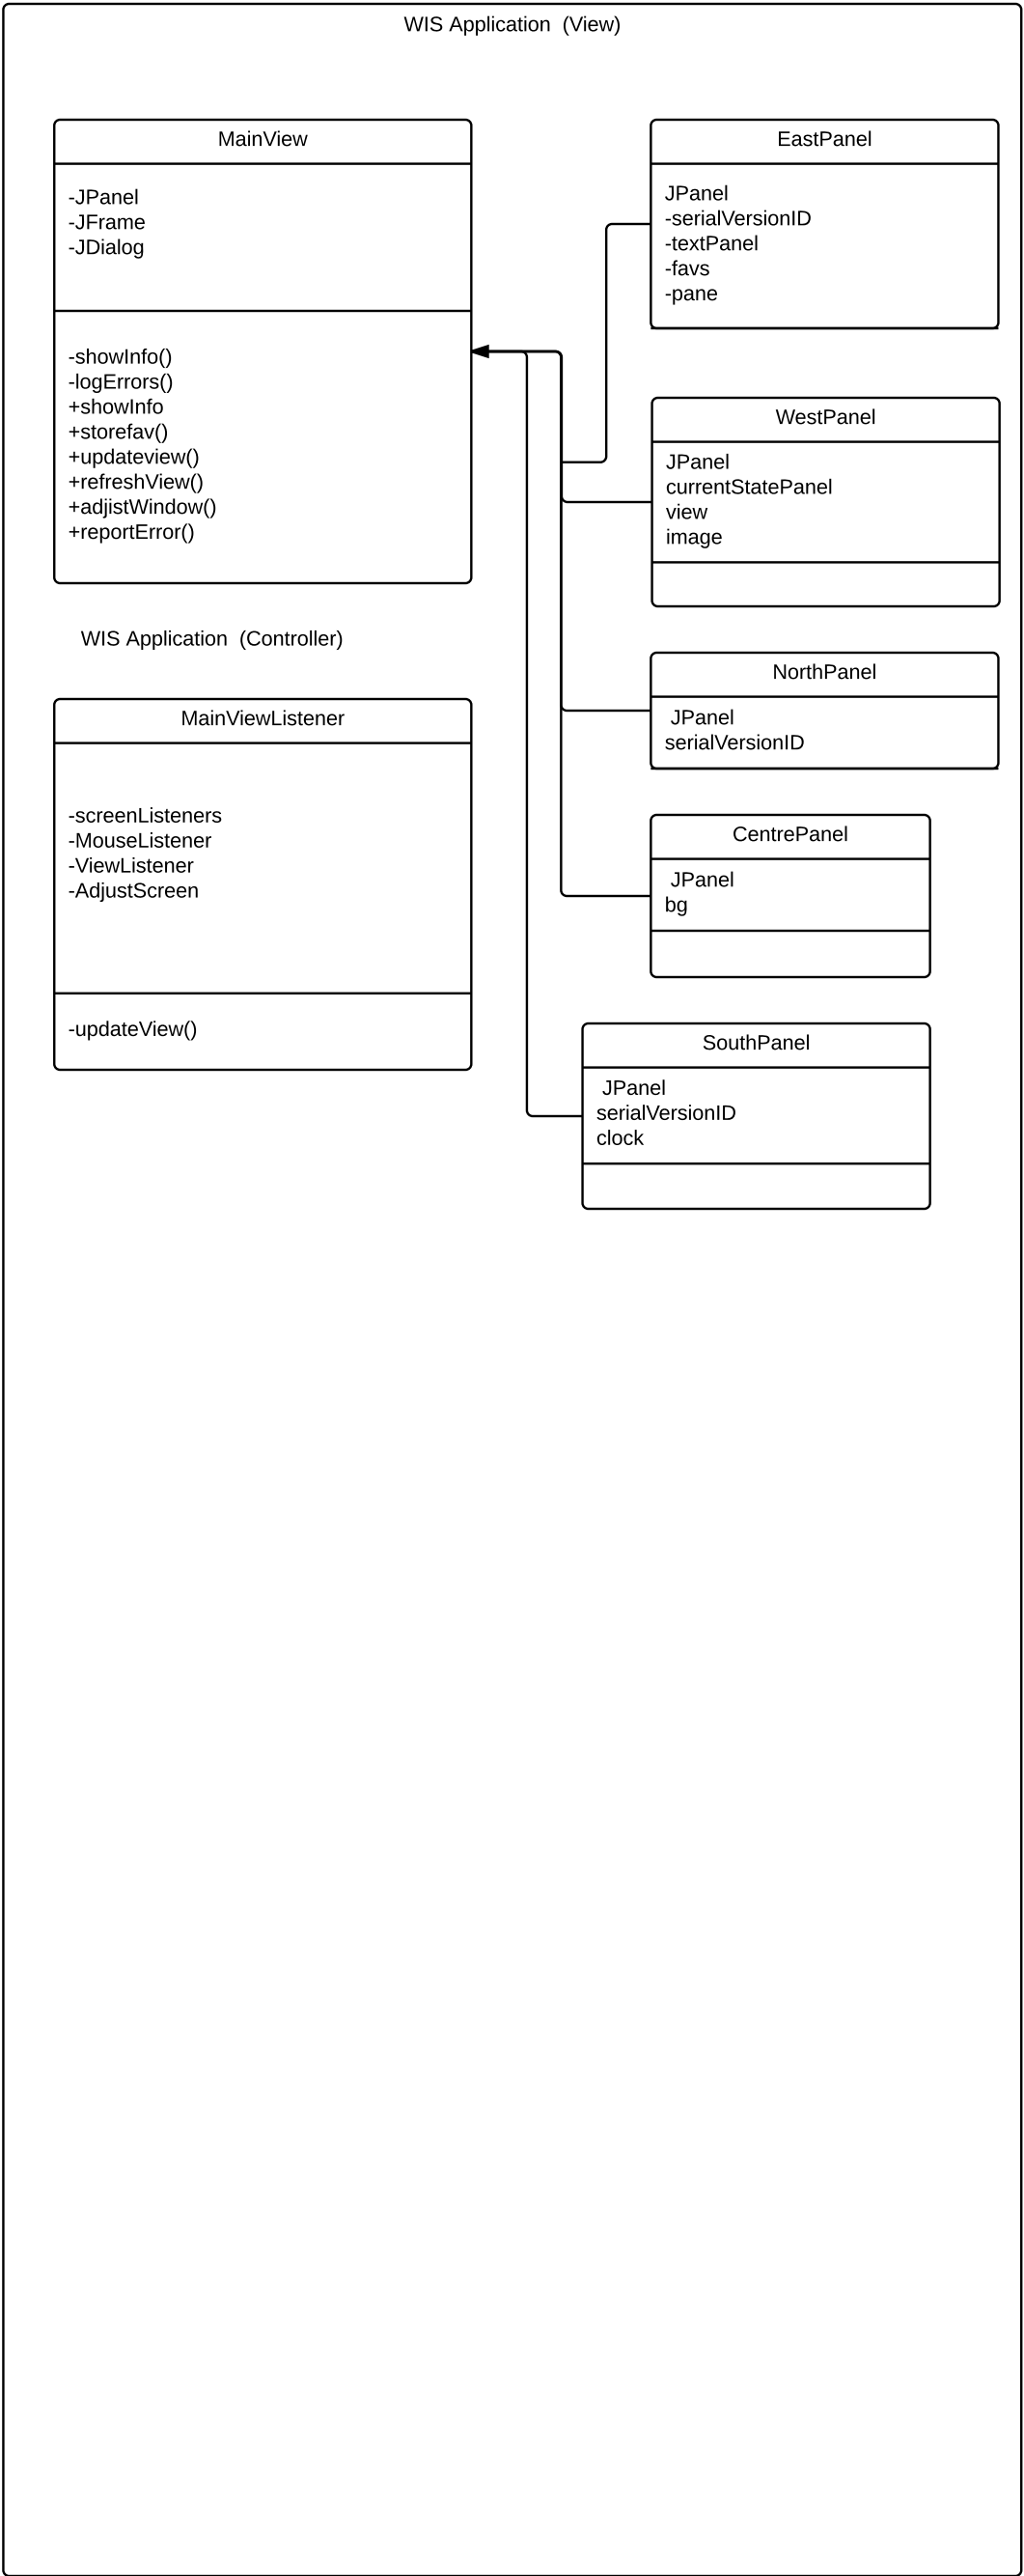 WIS Application  (View)
MainView
-JPanel
-JFrame
-JDialog
-showInfo()
-logErrors()
+showInfo
+storefav()
+updateview()
+refreshView()
+adjistWindow()
+reportError()
EastPanel
JPanel
-serialVersionID
-textPanel
-favs
-pane
WestPanel
JPanel
currentStatePanel
view
image
WIS Application  (Controller)
MainViewListener
-screenListeners
-MouseListener
-ViewListener
-AdjustScreen
-updateView()
NorthPanel
JPanel
serialVersionID
CentrePanel
JPanel
bg
SouthPanel
JPanel
serialVersionID
clock